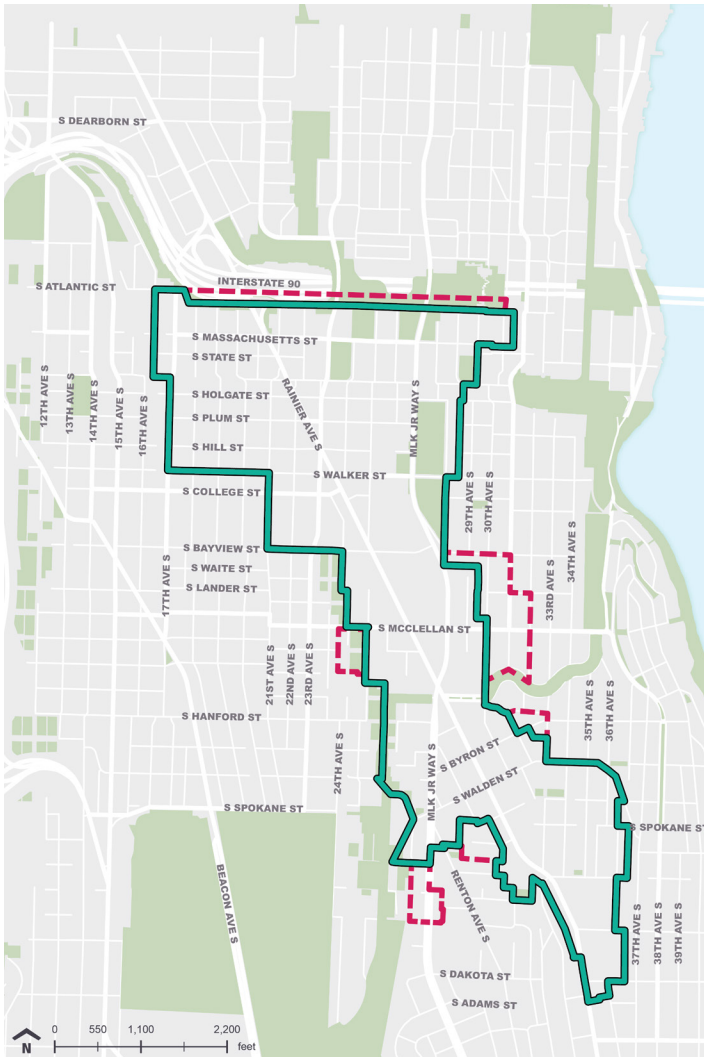 S DEARBORN ST
INTERSTATE 90
S ATLANTIC ST
S MASSACHUSETTS ST
S STATE ST
12TH AVE S
13TH AVE S
14TH AVE S
15TH AVE S
16TH AVE S
S HOLGATE ST
RAINIER AVE S
MLK JR WAY S
S PLUM ST
S HILL ST
S WALKER ST
S COLLEGE ST
29TH AVE S
30TH AVE S
S BAYVIEW ST
S WAITE ST
S LANDER ST
17TH AVE S
33RD AVE S
34TH AVE S
S MCCLELLAN ST
21ST AVE S
22ND AVE S
23RD AVE S
35TH AVE S
36TH AVE S
S HANFORD ST
24TH AVE S
MLK JR WAY S
S BYRON ST
S WALDEN ST
S SPOKANE ST
S SPOKANE ST
BEACON AVE S
RENTON AVE S
37TH AVE S
38TH AVE S
39TH AVE S
S DAKOTA ST
S ADAMS ST
N
0 550 1,100 2,200
feet